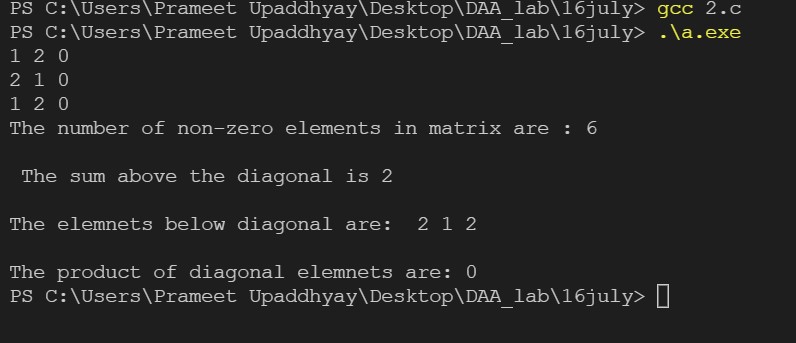 PS C:\Users\Prameet Upaddhyay\Desktop\DAA_lab\16july> gcc 2.c
PS C:\Users\Prameet Upaddhyay\Desktop\DAA_lab\16july> .\a.exe
1 2 0
2 1 0
1 2 0
The number of non-zero elements in matrix are : 6
The sum above the diagonal is 2
The elemnets below diagonal are:  2 1 2
The product of diagonal elemnets are: 0
PS C:\Users\Prameet Upaddhyay\Desktop\DAA_lab\16july>